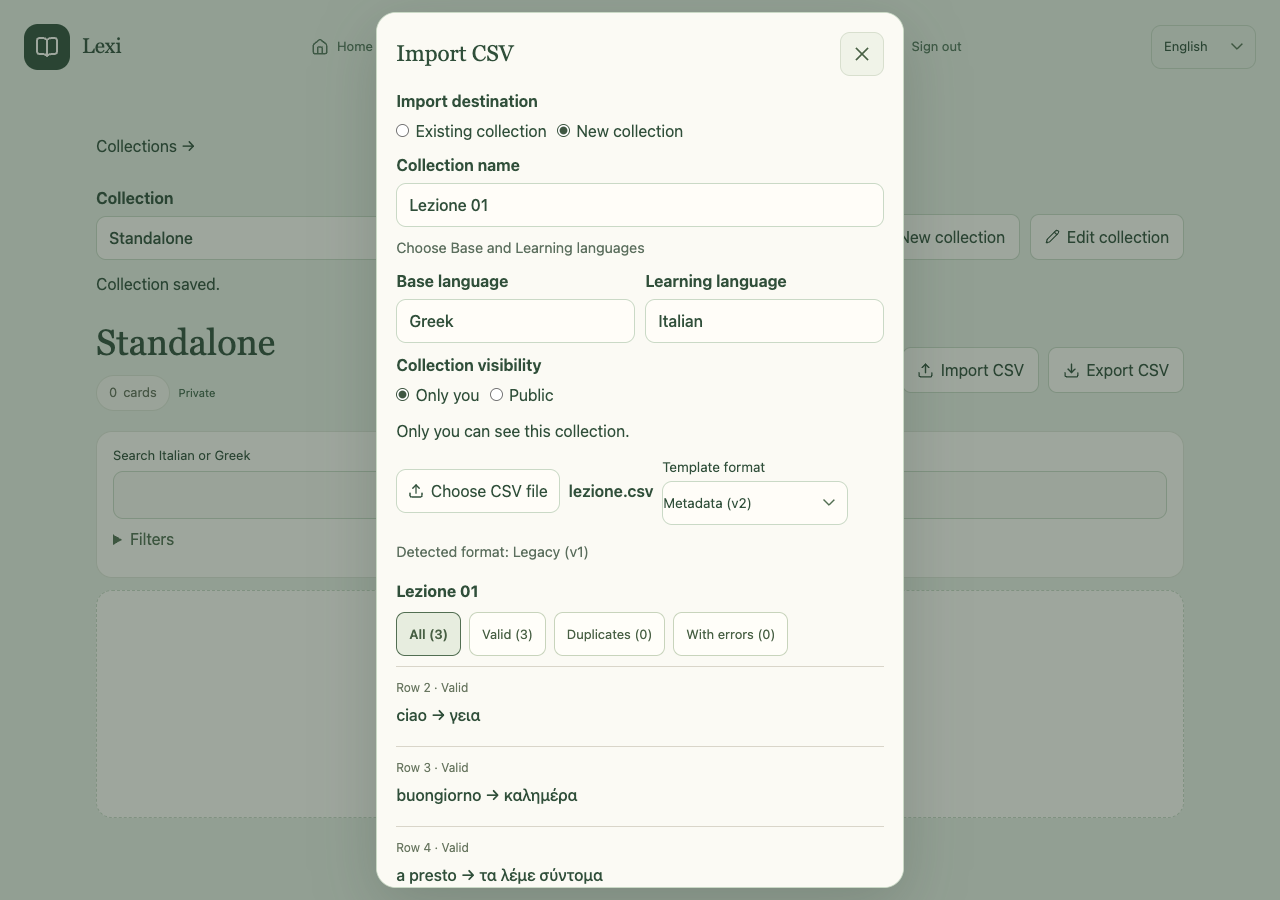 Lexi
Home
Sign out
English
Collections →
Collection
Standalone
New collection
Edit collection
Collection saved.
Standalone
0 cards
Private
Import CSV
Export CSV
Search Italian or Greek
Filters
Import CSV
Import destination
Existing collection
New collection
Collection name
Lezione 01
Choose Base and Learning languages
Base language
Learning language
Greek
Italian
Collection visibility
Only you
Public
Only you can see this collection.
Choose CSV file
lezione.csv
Template format
Metadata (v2)
Detected format: Legacy (v1)
Lezione 01
All (3)
Valid (3)
Duplicates (0)
With errors (0)
Row 2 · Valid
ciao → γεια
Row 3 · Valid
buongiorno → καλημέρα
Row 4 · Valid
a presto → τα λέμε σύντομα